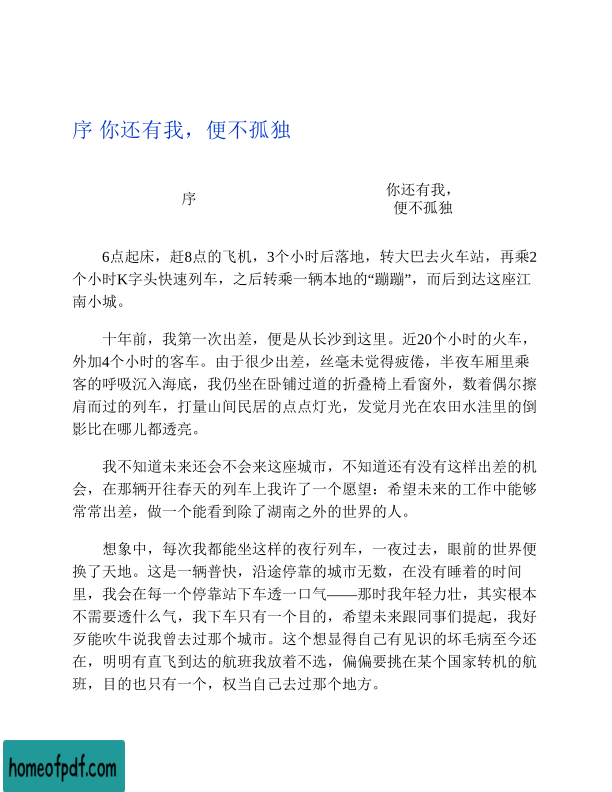 序 你还有我，便不孤独
序
你还有我，
便不孤独
6点起床，赶8点的飞机，3个小时后落地，转大巴去火车站，再乘2
个小时K字头快速列车，之后转乘一辆本地的“蹦蹦”，而后到达这座江
南小城。
十年前，我第一次出差，便是从长沙到这里。近20个小时的火车，
外加4个小时的客车。由于很少出差，丝毫未觉得疲倦，半夜车厢里乘
客的呼吸沉入海底，我仍坐在卧铺过道的折叠椅上看窗外，数着偶尔擦
肩而过的列车，打量山间民居的点点灯光，发觉月光在农田水洼里的倒
影比在哪儿都透亮。
我不知道未来还会不会来这座城市，不知道还有没有这样出差的机
会，在那辆开往春天的列车上我许了一个愿望：希望未来的工作中能够
常常出差，做一个能看到除了湖南之外的世界的人。
想象中，每次我都能坐这样的夜行列车，一夜过去，眼前的世界便
换了天地。这是一辆普快，沿途停靠的城市无数，在没有睡着的时间
里，我会在每一个停靠站下车透一口气——那时我年轻力壮，其实根本
不需要透什么气，我下车只有一个目的，希望未来跟同事们提起，我好
歹能吹牛说我曾去过那个城市。这个想显得自己有见识的坏毛病至今还
在，明明有直飞到达的航班我放着不选，偏偏要挑在某个国家转机的航
班，目的也只有一个，权当自己去过那个地方。
homeofpdf.com